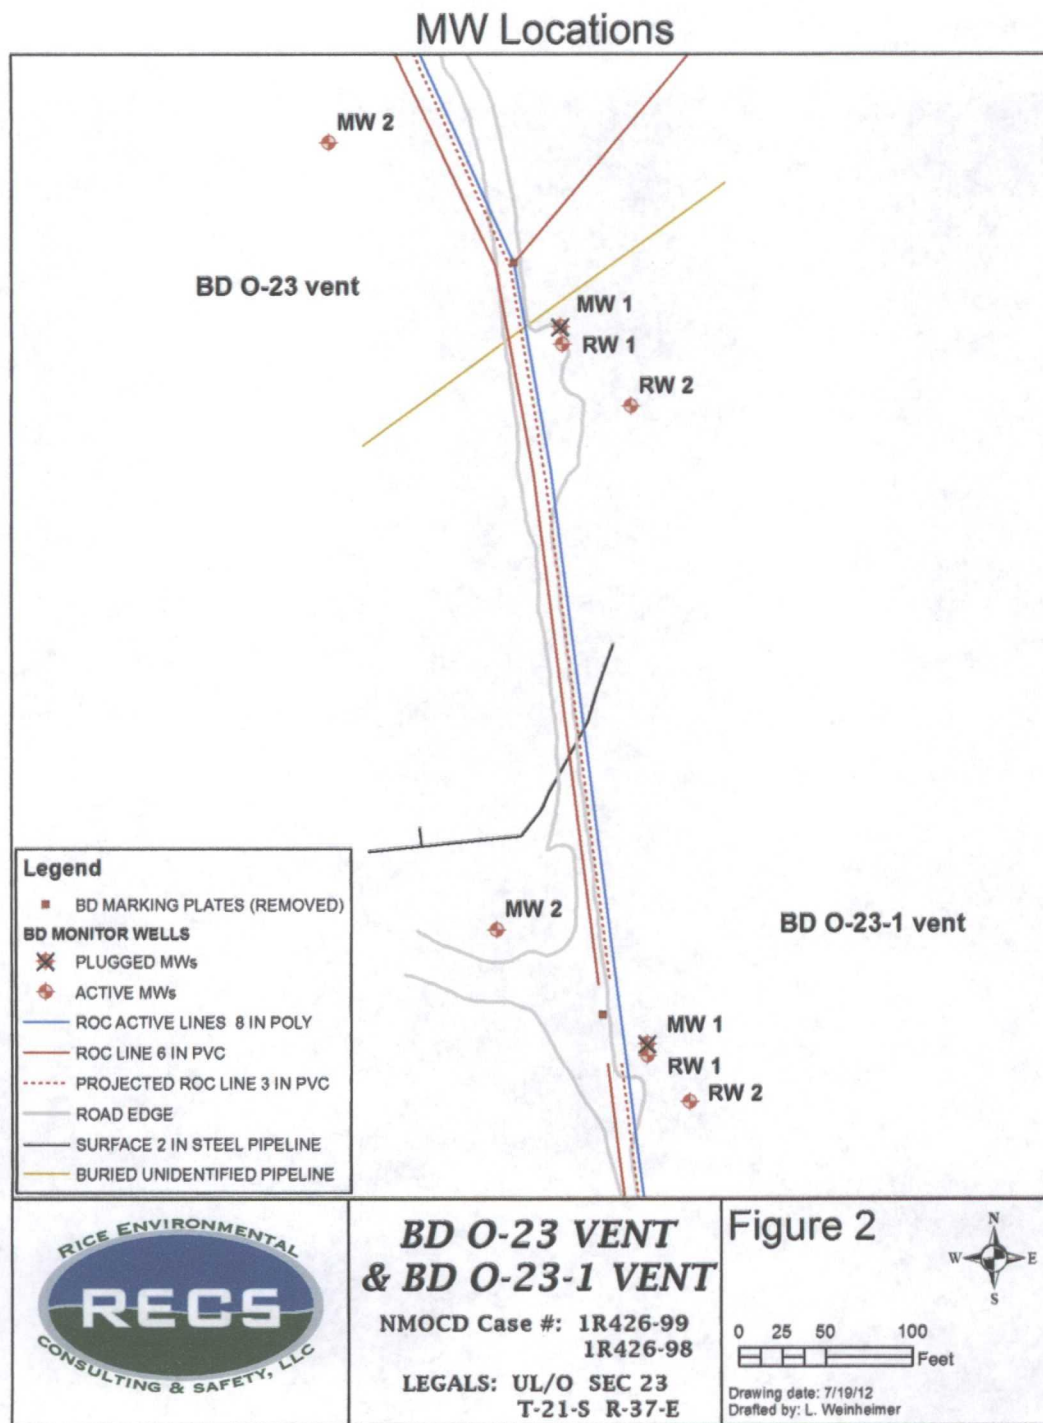 MW Locations
MW 2
BD O-23 vent
MW 1
RW 1
RW 2
MW 2
BD O-23-1 vent
MW 1
RW 1
RW 2
Legend
BD MARKING PLATES (REMOVED)
BD MONITOR WELLS
PLUGGED MWs
ACTIVE MWs
ROC ACTIVE LINES 8 IN POLY
ROC LINE 6 IN PVC
PROJECTED ROC LINE 3 IN PVC
ROAD EDGE
SURFACE 2 IN STEEL PIPELINE
BURIED UNIDENTIFIED PIPELINE
RICE ENVIRONMENTAL
RECS
CONSULTING & SAFETY, LLC
BD O-23 VENT
& BD O-23-1 VENT
NMOCD Case #: 1R426-99
1R426-98
LEGALS: UL/O SEC 23
T-21-S R-37-E
Figure 2
N
W E
S
0 25 50 100
Feet
Drawing date: 7/19/12
Drafted by: L. Weinheimer